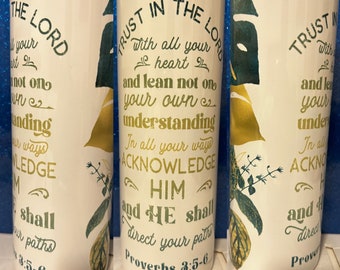 TRUST IN THE LORD
with all your
heart
and lean not on
your own
understanding
In all your ways
ACKNOWLEDGE
HIM
and HE shall
direct your paths
Proverbs 3:5-6